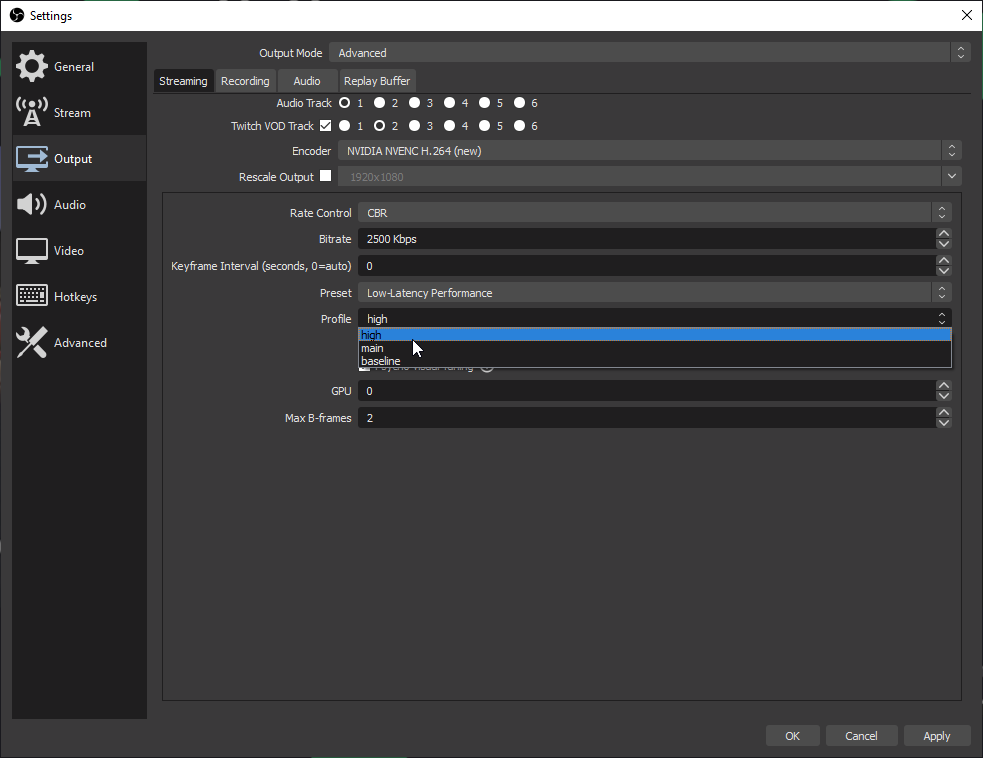 Settings
General
Stream
Output
Audio
Video
Hotkeys
Advanced
Output Mode Advanced
Streaming Recording Audio Replay Buffer
Audio Track 1 2 3 4 5 6
Twitch VOD Track 1 2 3 4 5 6
Encoder NVIDIA NVENC H.264 (new)
Rescale Output 1920x1080
Rate Control CBR
Bitrate 2500 Kbps
Keyframe Interval (seconds, 0=auto) 0
Preset Low-Latency Performance
Profile high
high
main
baseline
GPU 0
Max B-frames 2
OK Cancel Apply